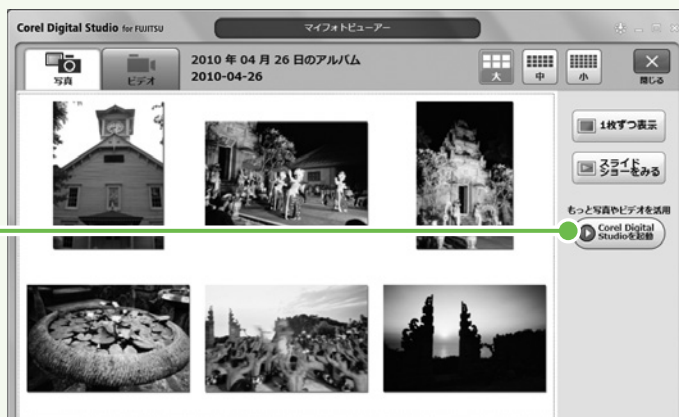 Corel Digital Studio for FUJITSU
マイフォトビューアー
写真
ビデオ
2010 年 04 月 26 日のアルバム
2010-04-26
大
中
小
閉じる
1枚ずつ表示
スライド
ショーをみる
もっと写真やビデオを活用
Corel Digital
Studioを起動